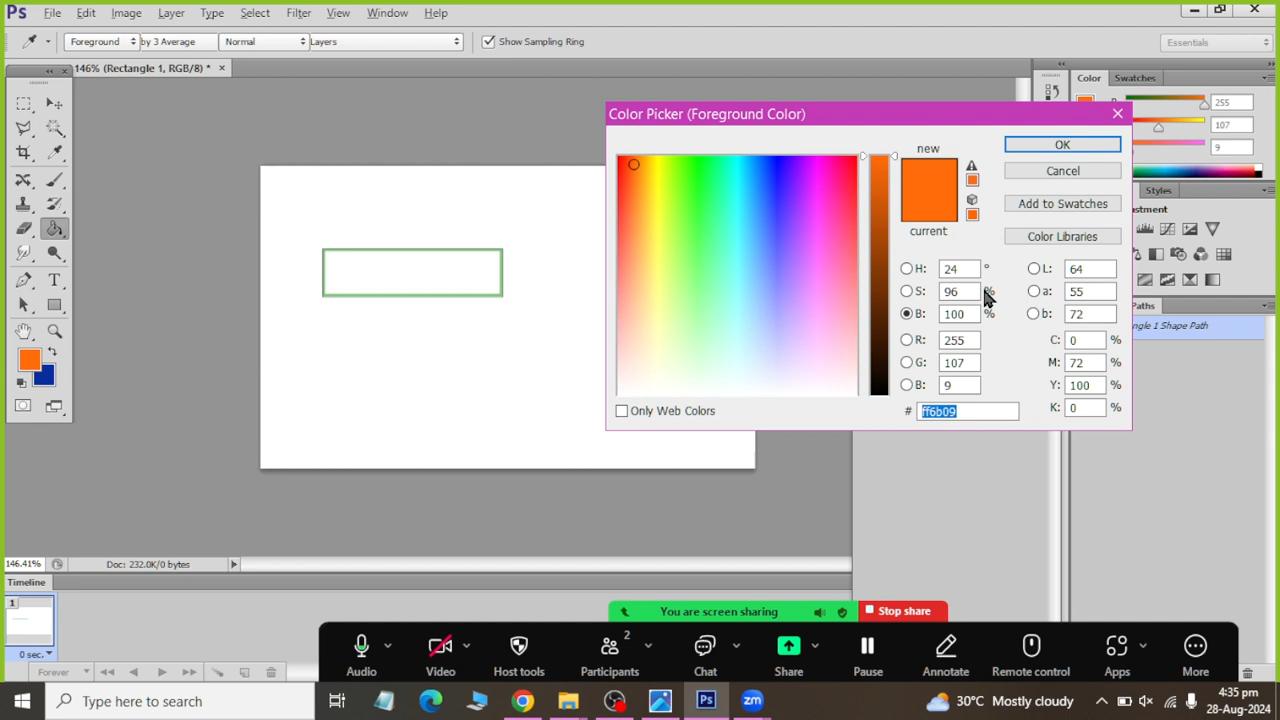 Ps File Edit Image Layer Type Select Filter View Window Help
Foreground by 3 Average Normal Layers Show Sampling Ring Essentials
146% (Rectangle 1, RGB/8) * ×
Color Swatches
255
107
9
Color Picker (Foreground Color)
new
current
OK
Cancel
Add to Swatches
Color Libraries
H: 24 °
S: 96 %
B: 100 %
R: 255
G: 107
B: 9
# ff6b09
L: 64
a: 55
b: 72
C: 0 %
M: 72 %
Y: 100 %
K: 0 %
Only Web Colors
Styles
Paths
ngle 1 Shape Path
146.41% Doc: 232.0K/0 bytes
Timeline
1
0 sec.
Forever
You are screen sharing Stop share
2
Audio Video Host tools Participants Chat Share Pause Annotate Remote control Apps More
Type here to search
Ps
zm
30°C Mostly cloudy
4:35 pm
28-Aug-2024